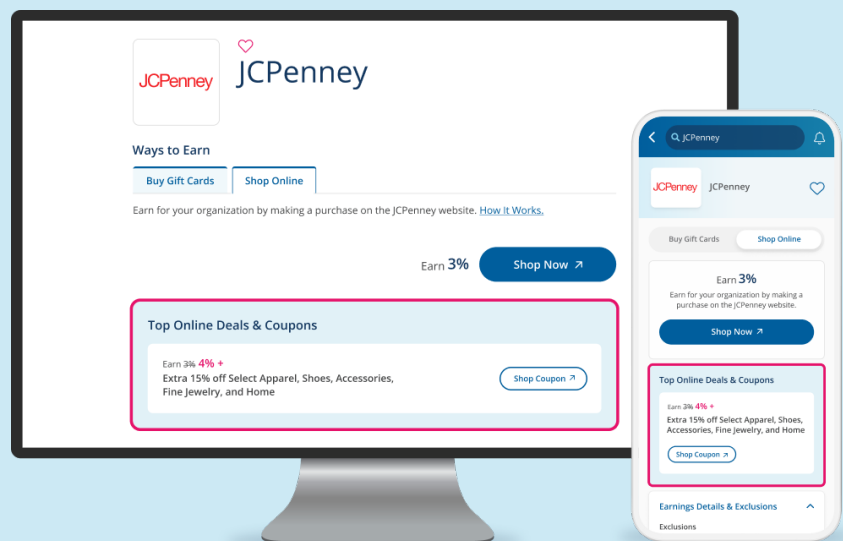 JCPenney
JCPenney
Ways to Earn
Buy Gift Cards
Shop Online
Earn for your organization by making a purchase on the JCPenney website. How It Works.
Earn 3%
Shop Now
Top Online Deals & Coupons
Earn 3% 4% +
Extra 15% off Select Apparel, Shoes, Accessories,
Fine Jewelry, and Home
Shop Coupon
JCPenney
JCPenney
JCPenney
Buy Gift Cards
Shop Online
Earn 3%
Earn for your organization by making a
purchase on the JCPenney website.
Shop Now
Top Online Deals & Coupons
Earn 3% 4% +
Extra 15% off Select Apparel, Shoes,
Accessories, Fine Jewelry, and Home
Shop Coupon
Earnings Details & Exclusions
Exclusions